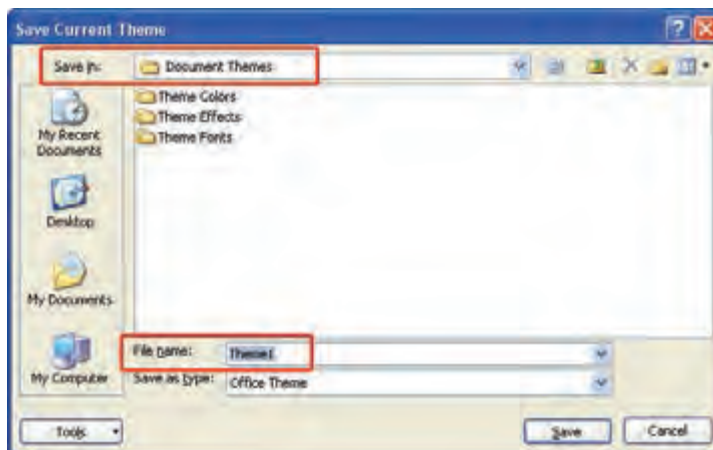 Save Current Theme
Save in: Document Themes
Theme Colors
Theme Effects
Theme Fonts
My Recent
Documents
Desktop
My Documents
My Computer
File name: Theme1
Save as type: Office Theme
Tools Save Cancel